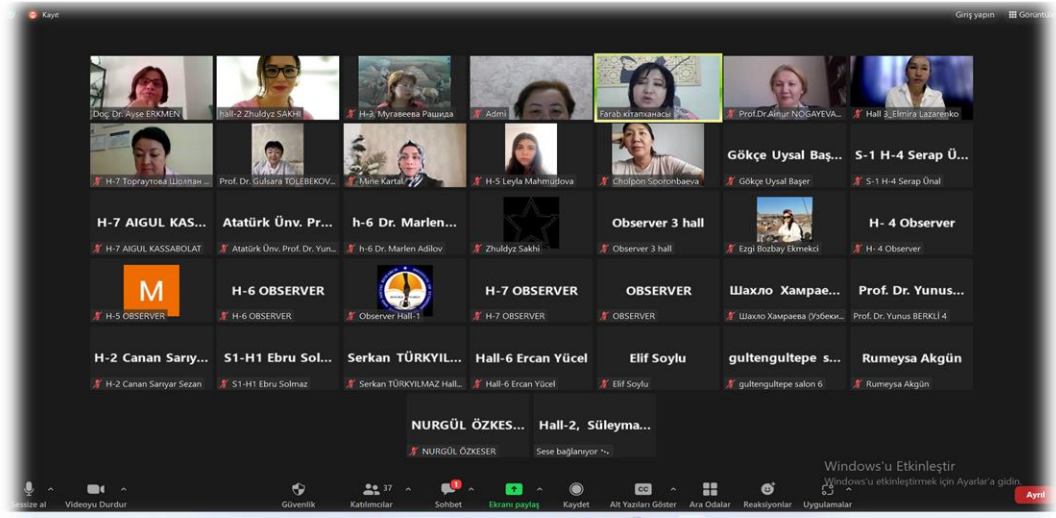 Kayıt
Giriş yapın
Doç. Dr. Ayse ERKMEN
hall-2 Zhuldyz SAKHI
H-3, Мугавеева Рашида
Admi
Farab кітапханасы
Prof.Dr.Ainur NOGAYEVA...
Hall 3_Elmira Lazarenko
H-7 Торгаутова Шолпан ...
Prof. Dr. Gulsara TOLEBEKOV...
Mine Kartal
H-5 Leyla Mahmudova
Cholpon Sooronbaeva
Gökçe Uysal Baş...
Gökçe Uysal Başer
S-1 H-4 Serap Ü...
S-1 H-4 Serap Ünal
H-7 AIGUL KAS...
H-7 AIGUL KASSABOLAT
Atatürk Ünv. Pr...
Atatürk Ünv. Prof. Dr. Yun...
h-6 Dr. Marlen...
h-6 Dr. Marlen Adilov
Zhuldyz Sakhi
Observer 3 hall
Observer 3 hall
Ezgi Bozbay Ekmekci
H- 4 Observer
H- 4 Observer
M
H-5 OBSERVER
H-6 OBSERVER
H-6 OBSERVER
Observer Hall-1
H-7 OBSERVER
H-7 OBSERVER
OBSERVER
OBSERVER
Шахло Хамрае...
Шахло Хамраева (Узбеки...
Prof. Dr. Yunus...
Prof. Dr. Yunus BERKLİ 4
H-2 Canan Sarıy...
H-2 Canan Sarıyar Sezan
S1-H1 Ebru Sol...
S1-H1 Ebru Solmaz
Serkan TÜRKYIL...
Serkan TÜRKYILMAZ Hall...
Hall-6 Ercan Yücel
Hall-6 Ercan Yücel
Elif Soylu
Elif Soylu
gultengultepe s...
gultengultepe salon 6
Rumeysa Akgün
Rumeysa Akgün
NURGÜL ÖZKES...
NURGÜL ÖZKESER
Hall-2, Süleyma...
Sese bağlanıyor
Windows'u Etkinleştir
Windows'u etkinleştirmek için Ayarlar'a gidin.
Sessize al
Videoyu Durdur
Güvenlik
37
Katılımcılar
1
Sohbet
Ekranı paylaş
Kaydet
CC
Alt Yazıları Göster
Ara Odalar
Reaksiyonlar
Uygulamalar
Ayrıl